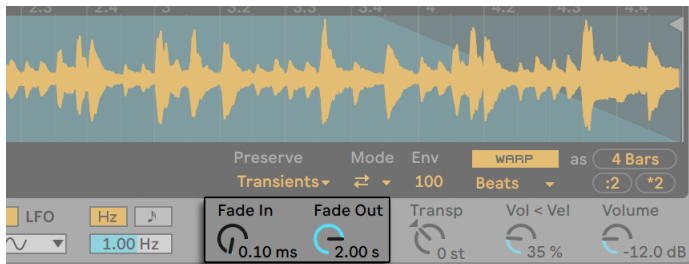 2.3 2.4 3 3.2 3.3 3.4 4 4.2 4.3 4.4
Preserve Mode Env WARP as 4 Bars
Transients 100 Beats :2 *2
LFO Hz Fade In Fade Out Transp Vol < Vel Volume
1.00 Hz 0.10 ms 2.00 s 0 st 35 % -12.0 dB